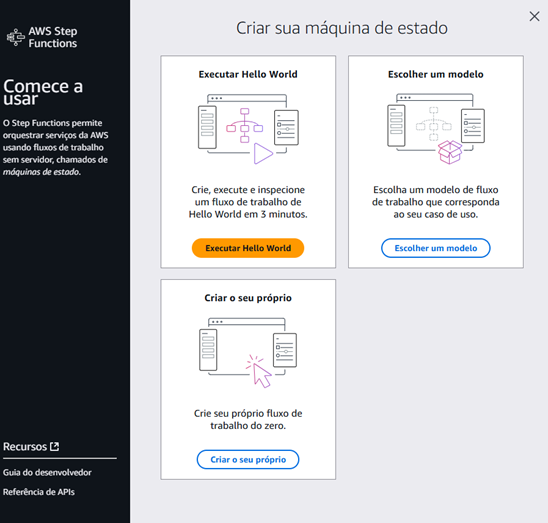 AWS Step
Functions
Comece a
usar
O Step Functions permite
orquestrar serviços da AWS
usando fluxos de trabalho
sem servidor, chamados de
máquinas de estado.
Recursos
Guia do desenvolvedor
Referência de APIs
Criar sua máquina de estado
Executar Hello World
Crie, execute e inspecione
um fluxo de trabalho de
Hello World em 3 minutos.
Executar Hello World
Escolher um modelo
Escolha um modelo de fluxo
de trabalho que corresponda
ao seu caso de uso.
Escolher um modelo
Criar o seu próprio
Crie seu próprio fluxo de
trabalho do zero.
Criar o seu próprio